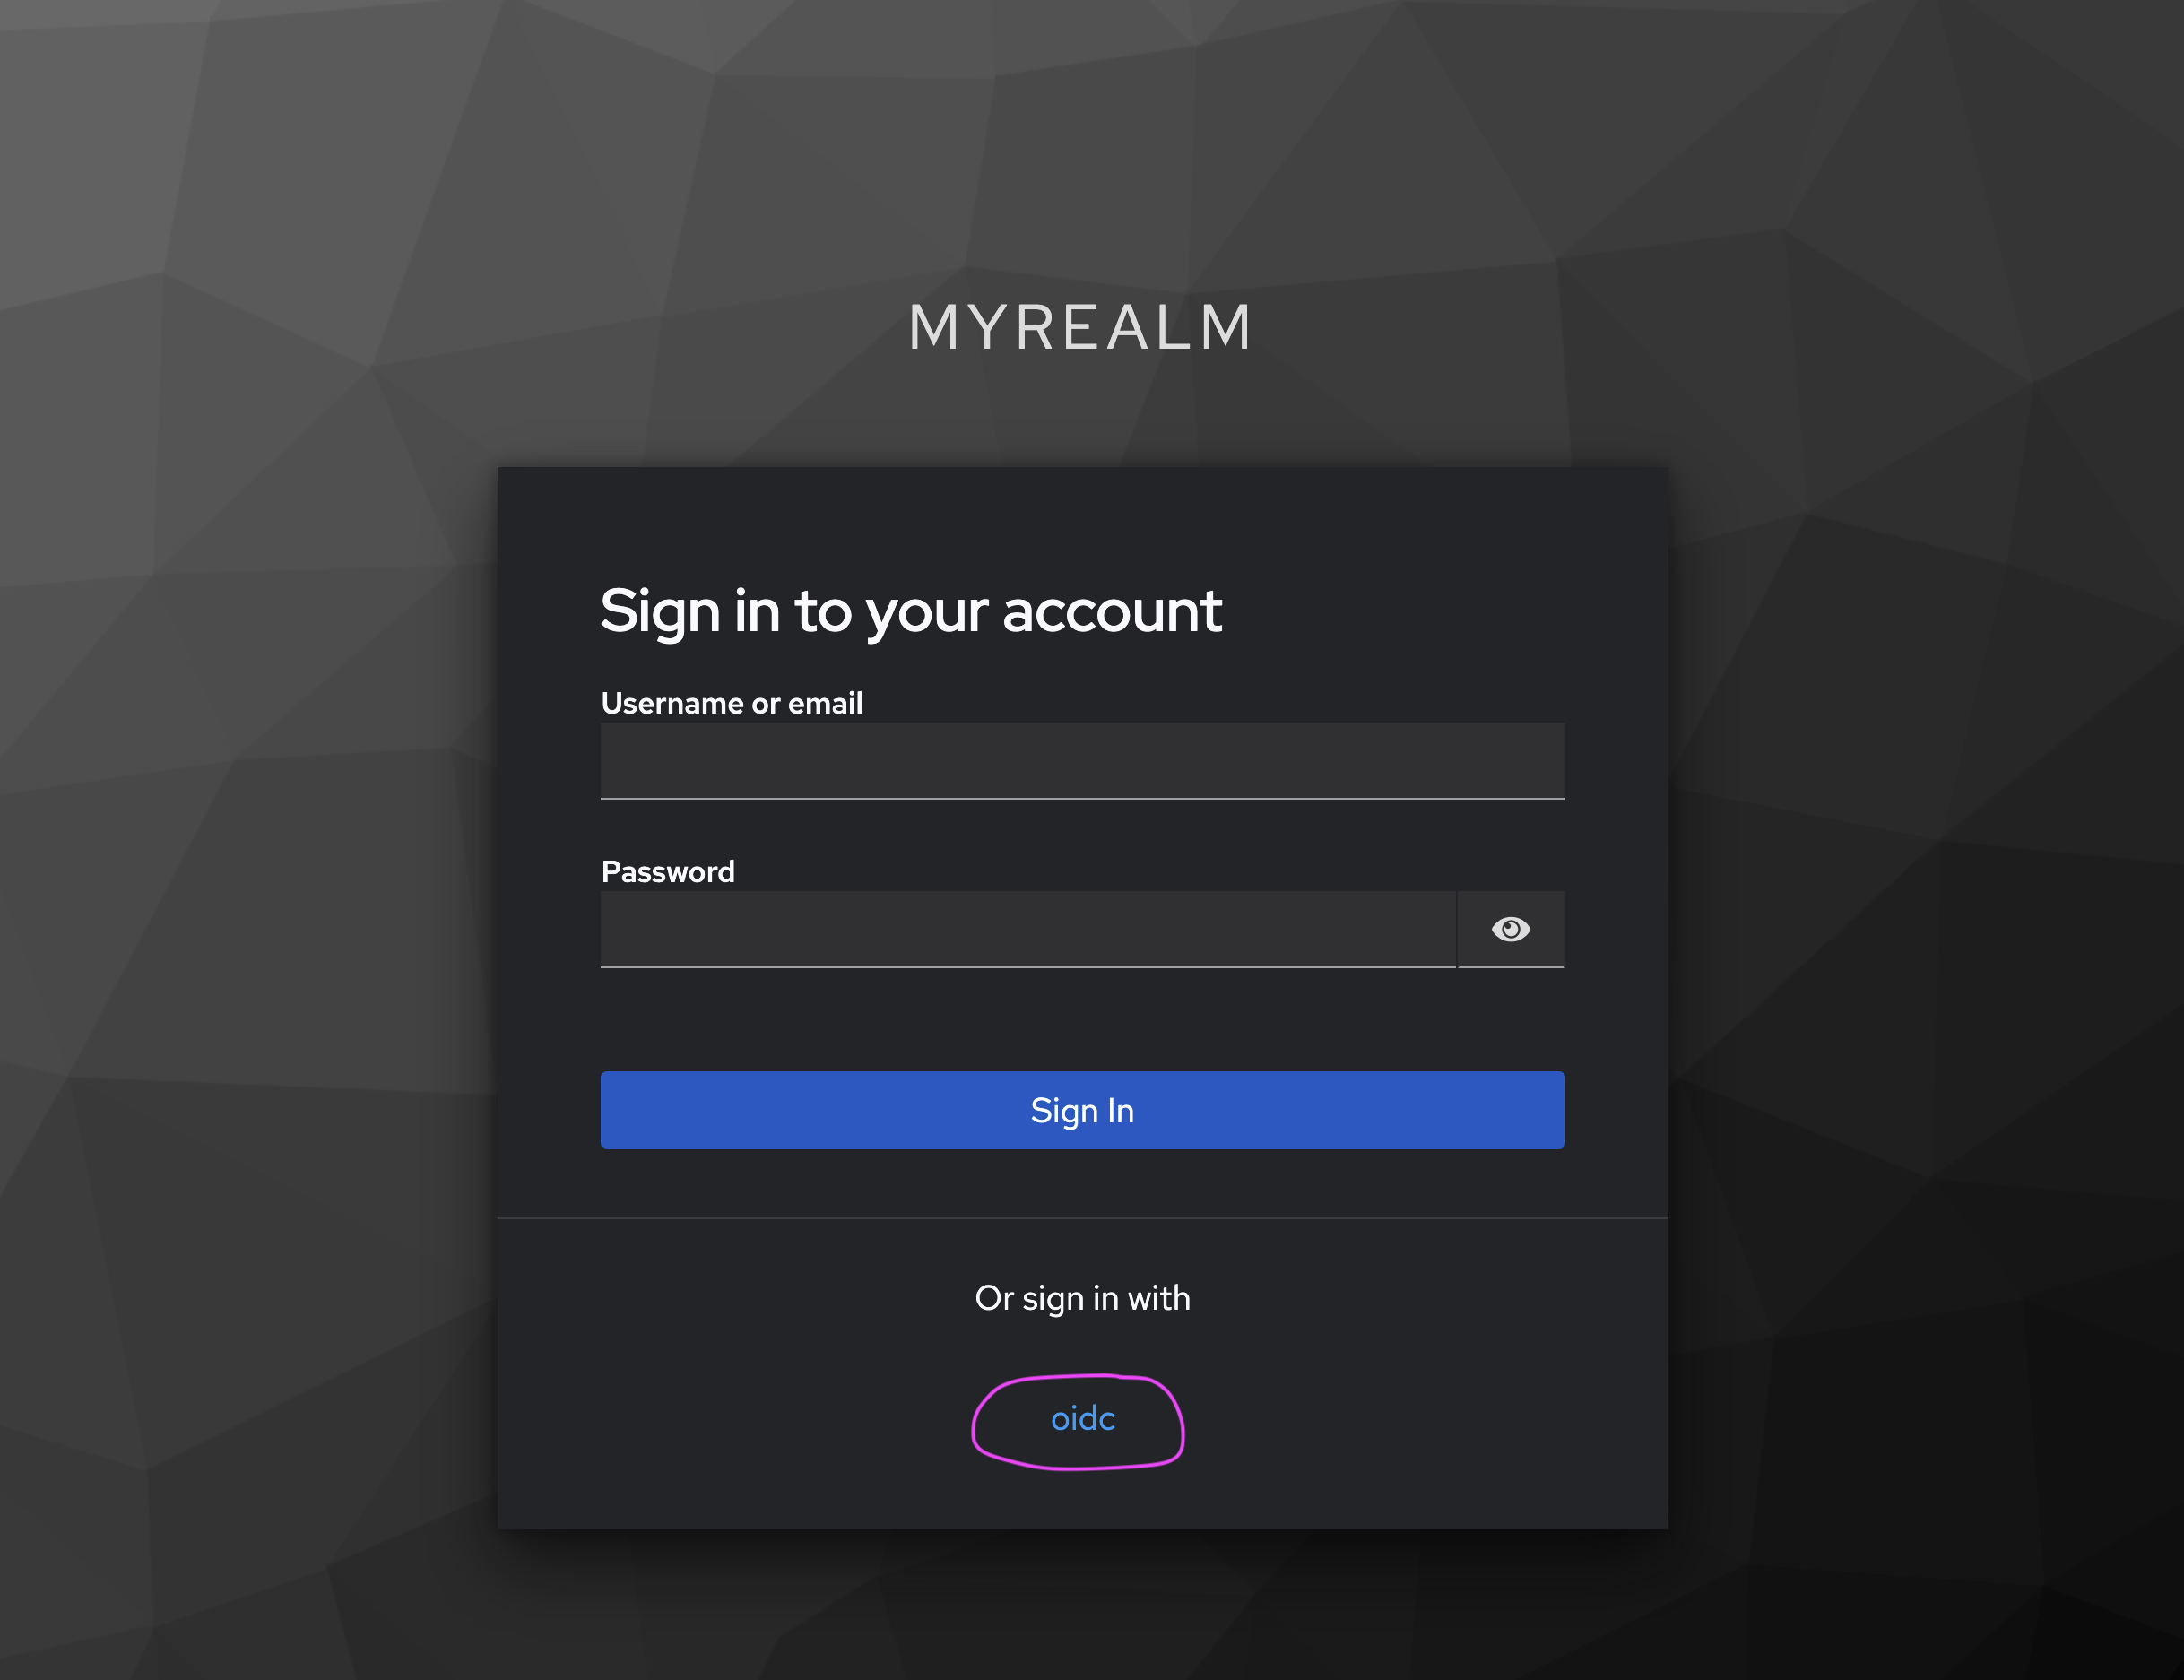 MYREALM
Sign in to your account
Username or email
Password
Sign In
Or sign in with
oidc